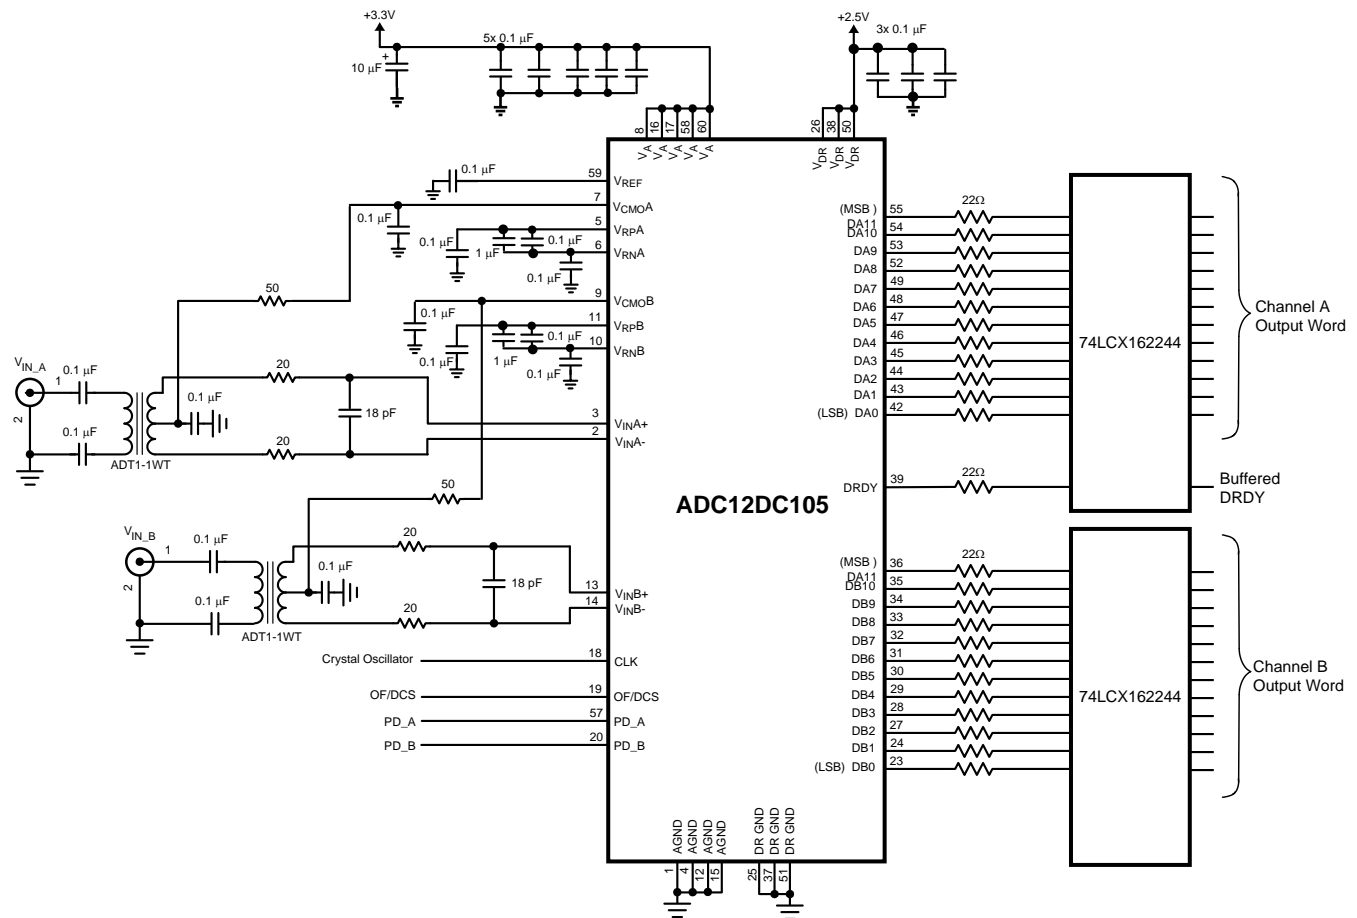 +3.3V
10 µF
+
5x 0.1 µF
+2.5V
3x 0.1 µF
8
16
17
58
60
VA
VA
VA
VA
VA
26
38
50
VDR
VDR
VDR
0.1 µF
59
VREF
7
VCMOA
0.1 µF
5
VRPA
0.1 µF
1 µF
0.1 µF
6
VRNA
0.1 µF
50
9
VCMOB
0.1 µF
11
VRPB
0.1 µF
1 µF
0.1 µF
10
VRNB
0.1 µF
VIN_A
1
2
0.1 µF
0.1 µF
ADT1-1WT
0.1 µF
20
20
18 pF
3
VINA+
2
VINA-
50
VIN_B
1
2
0.1 µF
0.1 µF
ADT1-1WT
0.1 µF
20
20
18 pF
13
VINB+
14
VINB-
Crystal Oscillator
18
CLK
OF/DCS
19
OF/DCS
PD_A
57
PD_A
PD_B
20
PD_B
ADC12DC105
AGND
AGND
AGND
AGND
1
4
12
15
DR GND
DR GND
DR GND
25
37
51
(MSB )
DA11
55
22Ω
DA10
54
DA9
53
DA8
52
DA7
49
DA6
48
DA5
47
DA4
46
DA3
45
DA2
44
DA1
43
(LSB) DA0
42
DRDY
39
22Ω
74LCX162244
Channel A
Output Word
Buffered
DRDY
(MSB )
DA11
36
22Ω
DB10
35
DB9
34
DB8
33
DB7
32
DB6
31
DB5
30
DB4
29
DB3
28
DB2
27
DB1
24
(LSB) DB0
23
74LCX162244
Channel B
Output Word